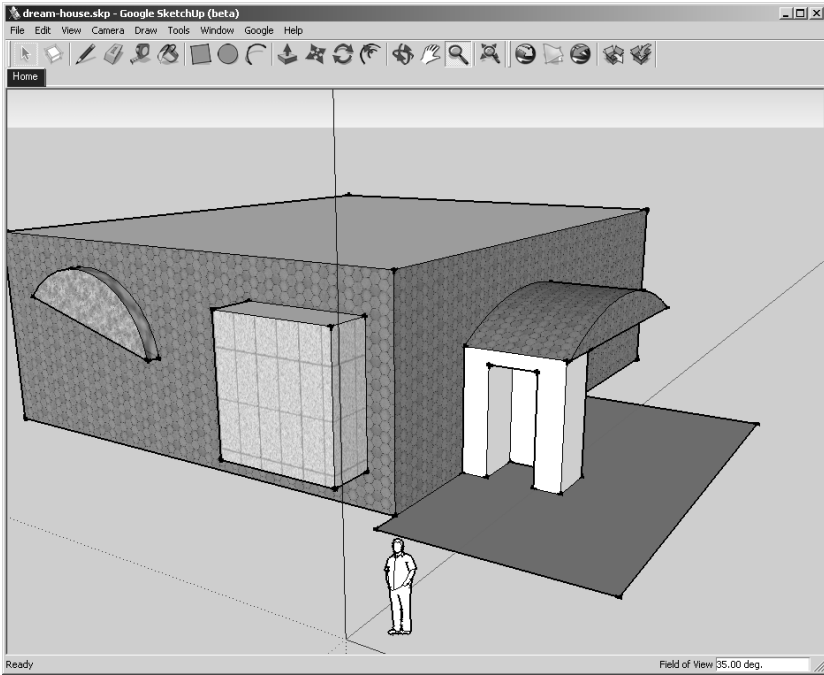 dream-house.skp - Google SketchUp (beta)
File Edit View Camera Draw Tools Window Google Help
Home
Ready
Field of View 35.00 deg.